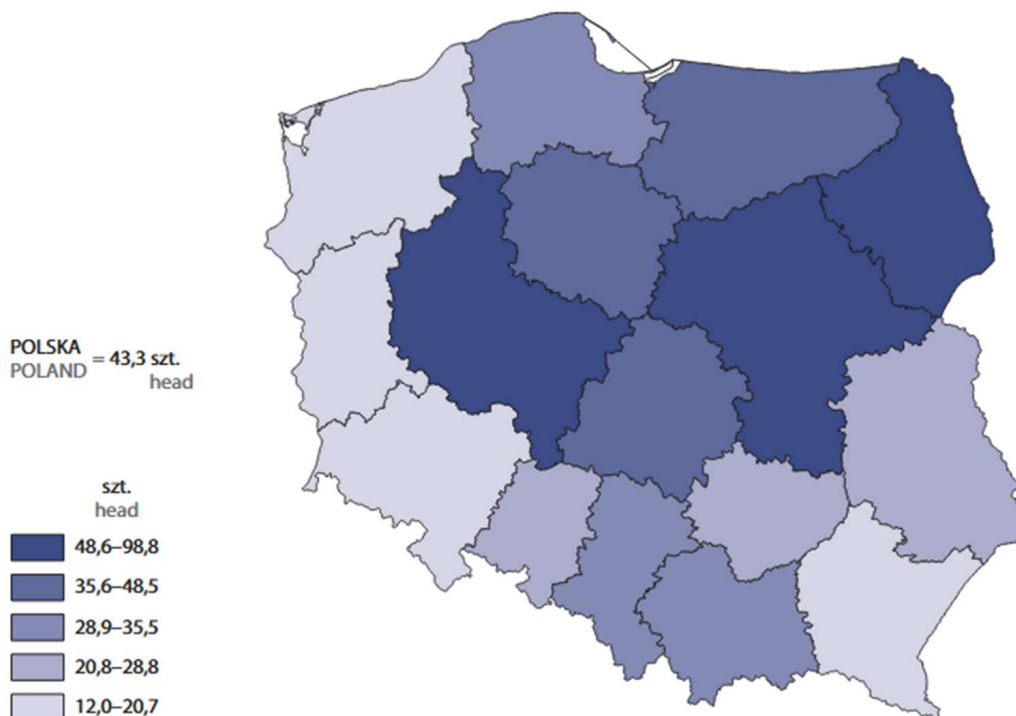 POLSKA
POLAND = 43,3 szt.
head
szt.
head
48,6–98,8
35,6–48,5
28,9–35,5
20,8–28,8
12,0–20,7